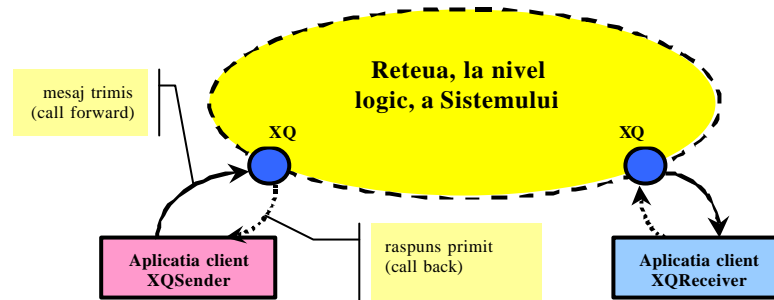 Reteua, la nivel
logic, a Sistemului
mesaj trimis
(call forward)
XQ
XQ
raspuns primit
(call back)
Aplicatia client
XQSender
Aplicatia client
XQReceiver